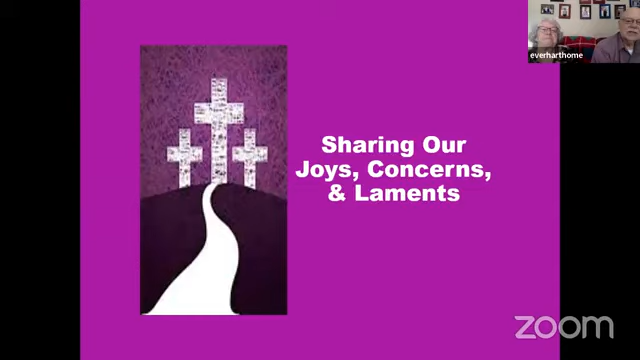 everharthome
Sharing Our
Joys, Concerns,
& Laments
zoom